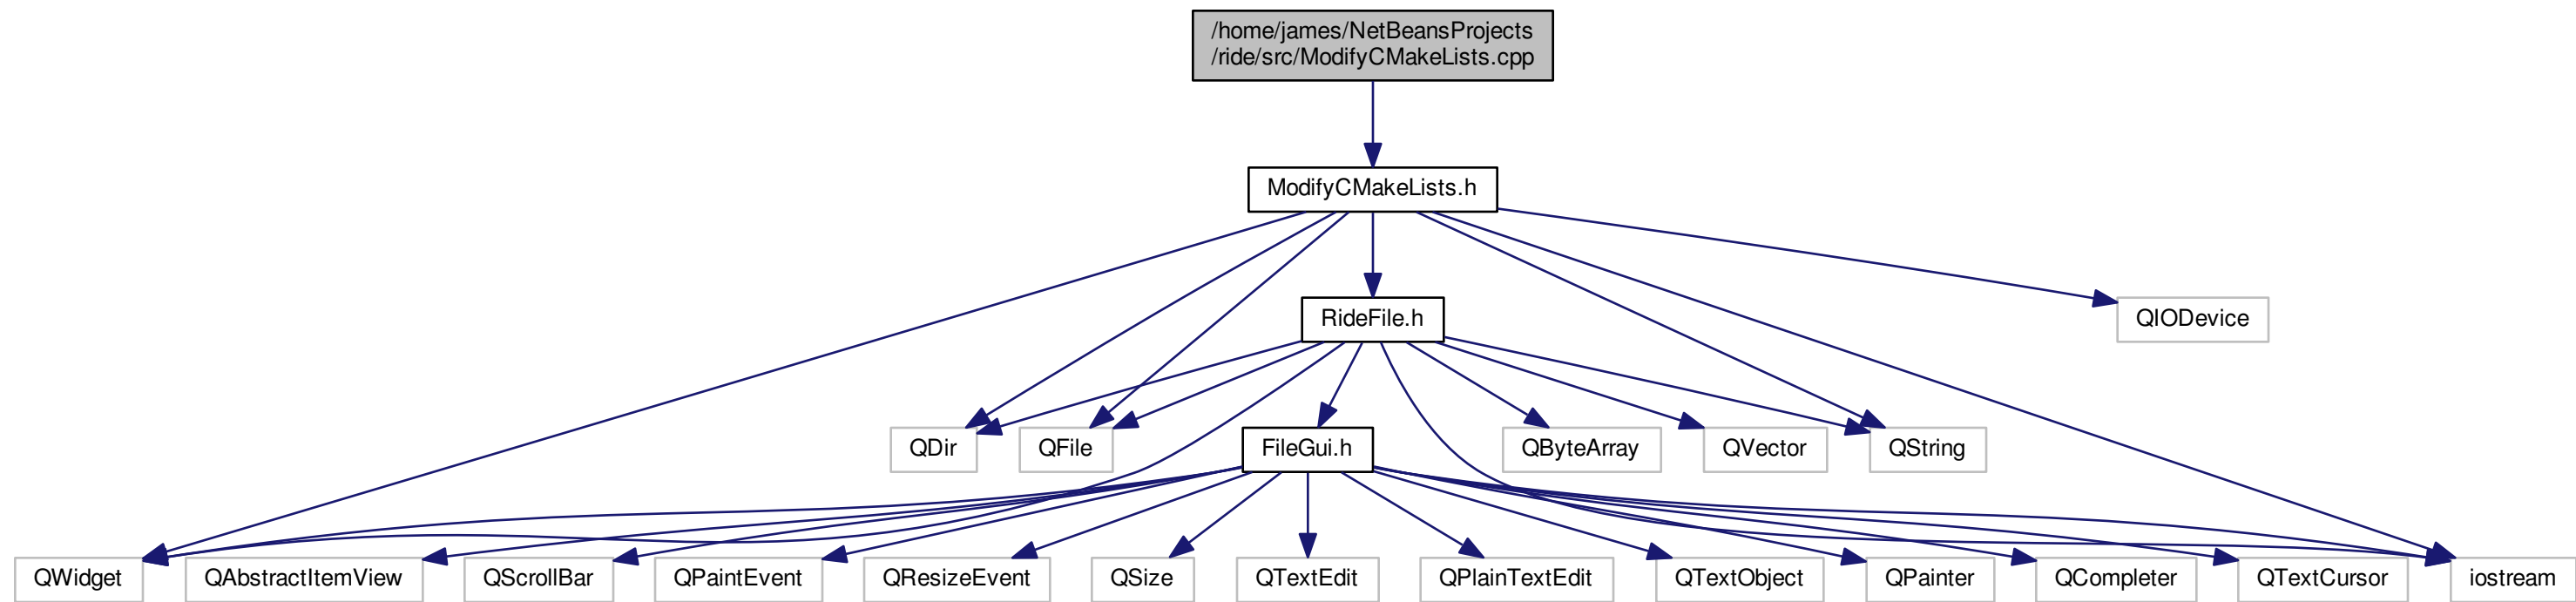 /home/james/NetBeansProjects
/ride/src/ModifyCMakeLists.cpp
ModifyCMakeLists.h
RideFile.h
QIODevice
QDir
QFile
FileGui.h
QByteArray
QVector
QString
QWidget
QAbstractItemView
QScrollBar
QPaintEvent
QResizeEvent
QSize
QTextEdit
QPlainTextEdit
QTextObject
QPainter
QCompleter
QTextCursor
iostream